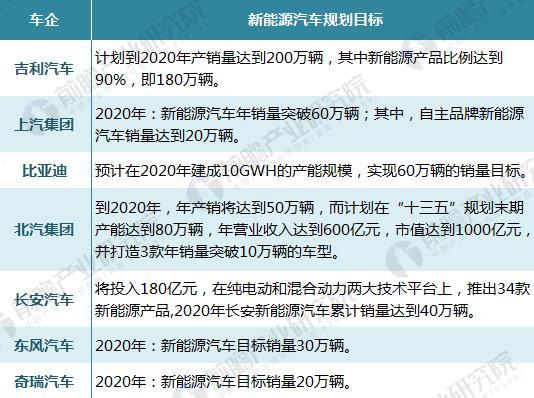 车企 新能源汽车规划目标
吉利汽车 计划到2020年产销量达到200万辆，其中新能源产品比例达到
90%，即180万辆。
上汽集团 2020年：新能源汽车年销量突破60万辆；其中，自主品牌新能源
汽车销量达到20万辆。
比亚迪 预计在2020年建成10GWH的产能规模，实现60万辆的销量目标。
北汽集团 到2020年，年产销将达到50万辆，而计划在“十三五”规划末期
产能达到80万辆，年营业收入达到600亿元，市值达到1000亿元，
并打造3款年销量突破10万辆的车型。
长安汽车 将投入180亿元，在纯电动和混合动力两大技术平台上，推出34款
新能源产品,2020年长安新能源汽车累计销量达到40万辆。
东风汽车 2020年：新能源汽车目标销量30万辆。
奇瑞汽车 2020年：新能源汽车目标销量20万辆。
前瞻产业研究院